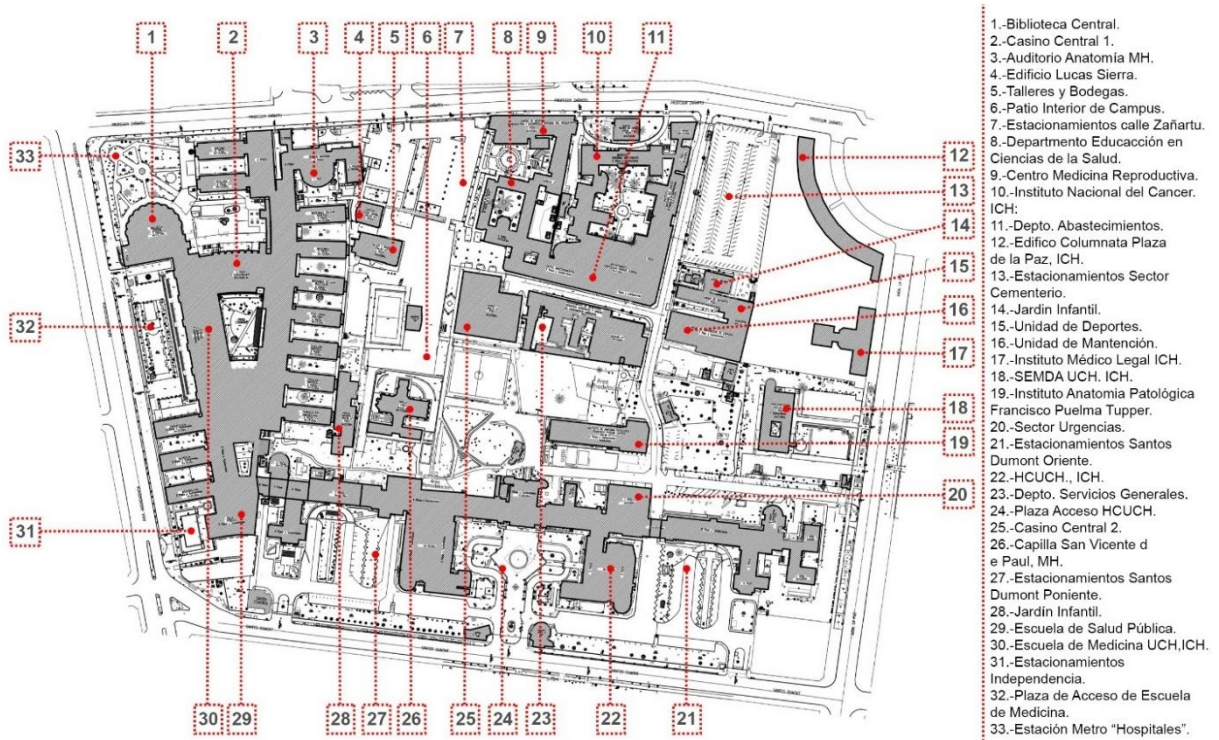 1
2
3
4
5
6
7
8
9
10
11
33
12
13
14
15
32
16
17
18
19
20
31
30
29
28
27
26
25
24
23
22
21
1.-Biblioteca Central.
2.-Casino Central 1.
3.-Auditorio Anatomía MH.
4.-Edificio Lucas Sierra.
5.-Talleres y Bodegas.
6.-Patio Interior de Campus.
7.-Estacionamientos calle Zañartu.
8.-Departmento Educacción en
Ciencias de la Salud.
9.-Centro Medicina Reproductiva.
10.-Instituto Nacional del Cancer.
ICH:
11.-Depto. Abastecimientos.
12.-Edifico Columnata Plaza
de la Paz, ICH.
13.-Estacionamientos Sector
Cementerio.
14.-Jardin Infantil.
15.-Unidad de Deportes.
16.-Unidad de Mantención.
17.-Instituto Médico Legal ICH.
18.-SEMDA UCH. ICH.
19.-Instituto Anatomia Patológica
Francisco Puelma Tupper.
20.-Sector Urgencias.
21.-Estacionamientos Santos
Dumont Oriente.
22.-HCUCH., ICH.
23.-Depto. Servicios Generales.
24.-Plaza Acceso HCUCH.
25.-Casino Central 2.
26.-Capilla San Vicente d
e Paul, MH.
27.-Estacionamientos Santos
Dumont Poniente.
28.-Jardín Infantil.
29.-Escuela de Salud Pública.
30.-Escuela de Medicina UCH,ICH.
31.-Estacionamientos
Independencia.
32.-Plaza de Acceso de Escuela
de Medicina.
33.-Estación Metro “Hospitales”.